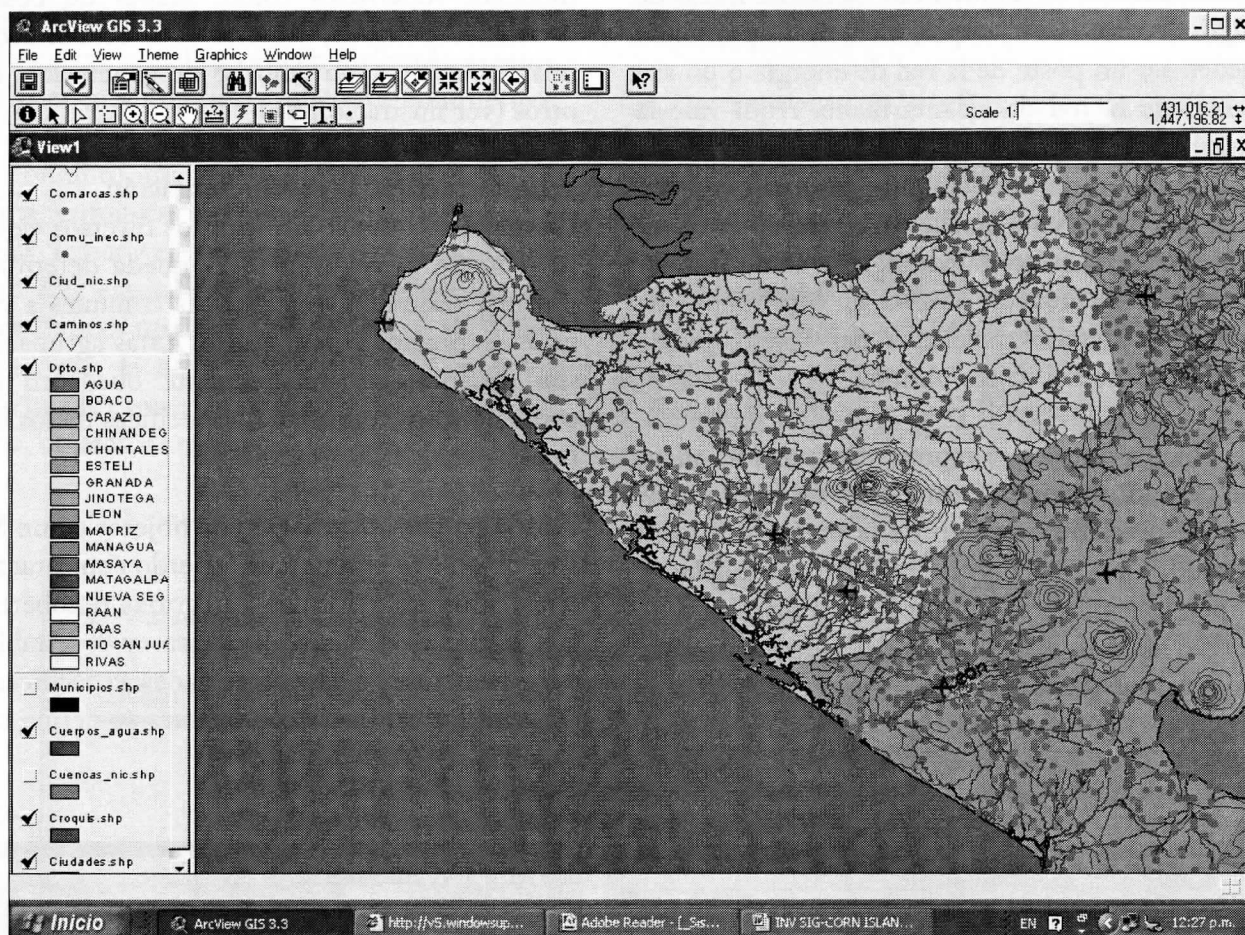 ArcView GIS 3.3
File Edit View Theme Graphics Window Help
Scale 1:
431,016.21
1,447,196.82
View1
Comarcas.shp
Comu_inec.shp
Ciud_nic.shp
Caminos.shp
Dpto.shp
AGUA
BOACO
CARAZO
CHINANDEG
CHONTALES
ESTELI
GRANADA
JINOTEGA
LEON
MADRIZ
MANAGUA
MASAYA
MATAGALPA
NUEVA SEG
RAAN
RAAS
RIO SAN JUA
RIVAS
Municipios.shp
Cuerpos_agua.shp
Cuencas_nic.shp
Croquis.shp
Ciudades.shp
Inicio
ArcView GIS 3.3
http://v5.windowsup...
Adobe Reader - [_Sis...
INV SIG-CORN ISLAN...
EN
12:27 p.m.